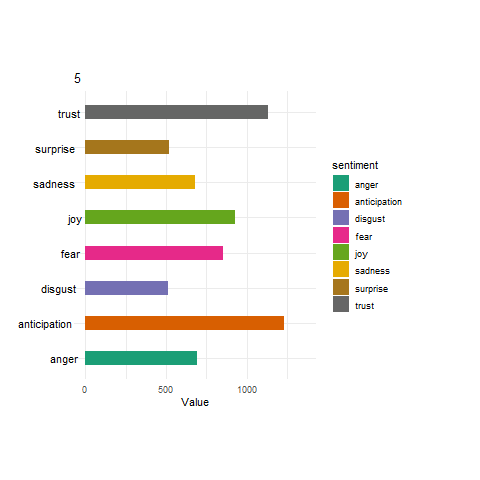 5
trust
surprise
sadness
joy
fear
disgust
anticipation
anger
0 500 1000
Value
sentiment
anger
anticipation
disgust
fear
joy
sadness
surprise
trust